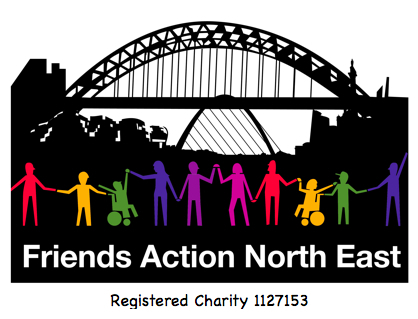 Friends Action North East
Registered Charity 1127153